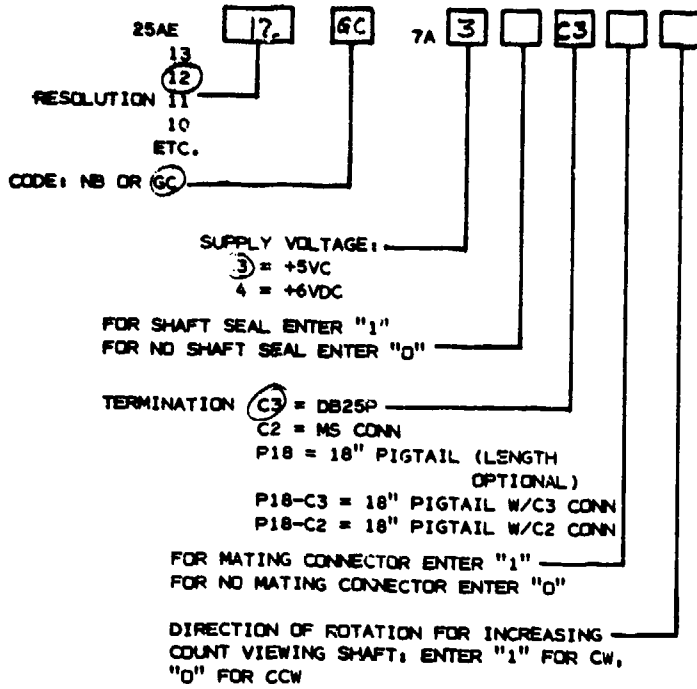 25AE 17 GC 7A 3 C3
13
12
RESOLUTION 11
10
ETC.
CODE: NB OR GC
SUPPLY VOLTAGE:
3 = +5VC
4 = +6VDC
FOR SHAFT SEAL ENTER "1"
FOR NO SHAFT SEAL ENTER "0"
TERMINATION C3 = DB25P
C2 = MS CONN
P18 = 18" PIGTAIL (LENGTH
OPTIONAL)
P18-C3 = 18" PIGTAIL W/C3 CONN
P18-C2 = 18" PIGTAIL W/C2 CONN
FOR MATING CONNECTOR ENTER "1"
FOR NO MATING CONNECTOR ENTER "0"
DIRECTION OF ROTATION FOR INCREASING
COUNT VIEWING SHAFT: ENTER "1" FOR CW,
"0" FOR CCW